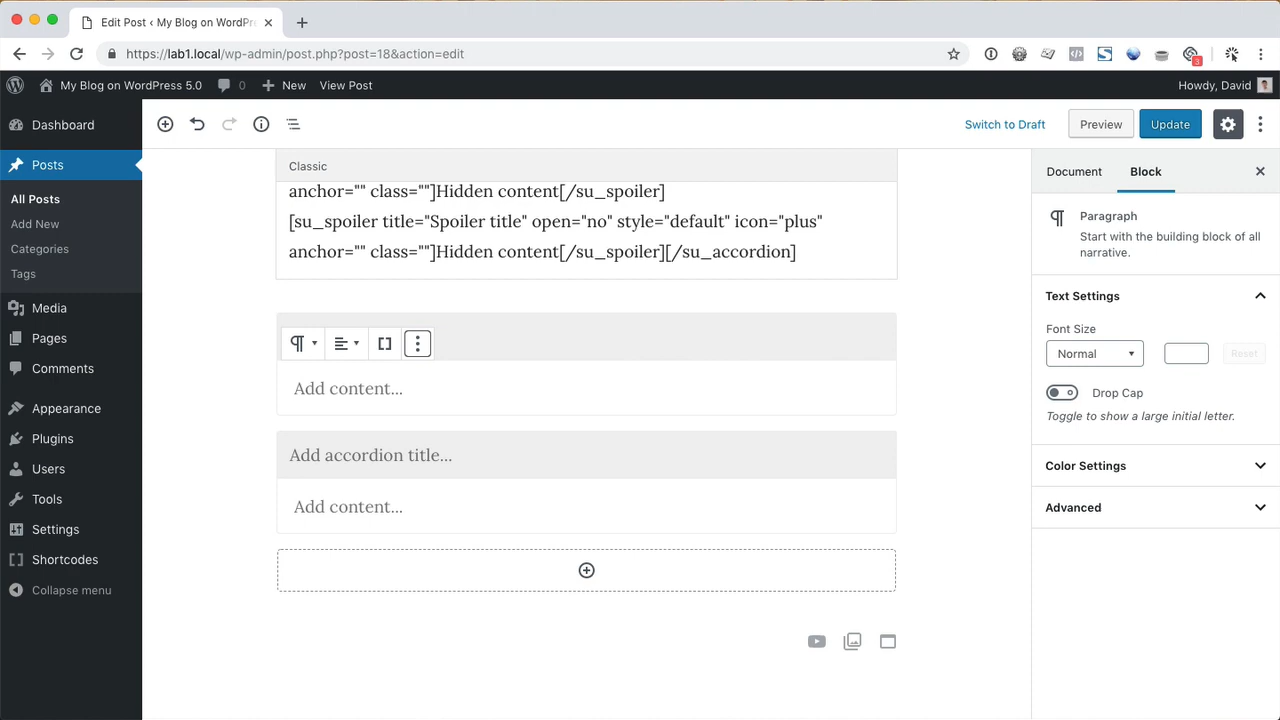 Edit Post ‹ My Blog on WordPr
https://lab1.local/wp-admin/post.php?post=18&action=edit
3
My Blog on WordPress 5.0
0
New
View Post
Howdy, David
Dashboard
Posts
All Posts
Add New
Categories
Tags
Media
Pages
Comments
Appearance
Plugins
Users
Tools
Settings
Shortcodes
Collapse menu
Switch to Draft
Preview
Update
Classic
anchor="" class=""]Hidden content[/su_spoiler]
[su_spoiler title="Spoiler title" open="no" style="default" icon="plus"
anchor="" class=""]Hidden content[/su_spoiler][/su_accordion]
Add content...
Add accordion title...
Add content...
Document
Block
Paragraph
Start with the building block of all
narrative.
Text Settings
Font Size
Normal
Reset
Drop Cap
Toggle to show a large initial letter.
Color Settings
Advanced